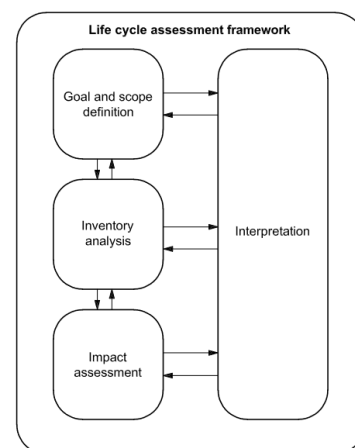 Life cycle assessment framework
Goal and scope
definition
Inventory
analysis
Interpretation
Impact
assessment